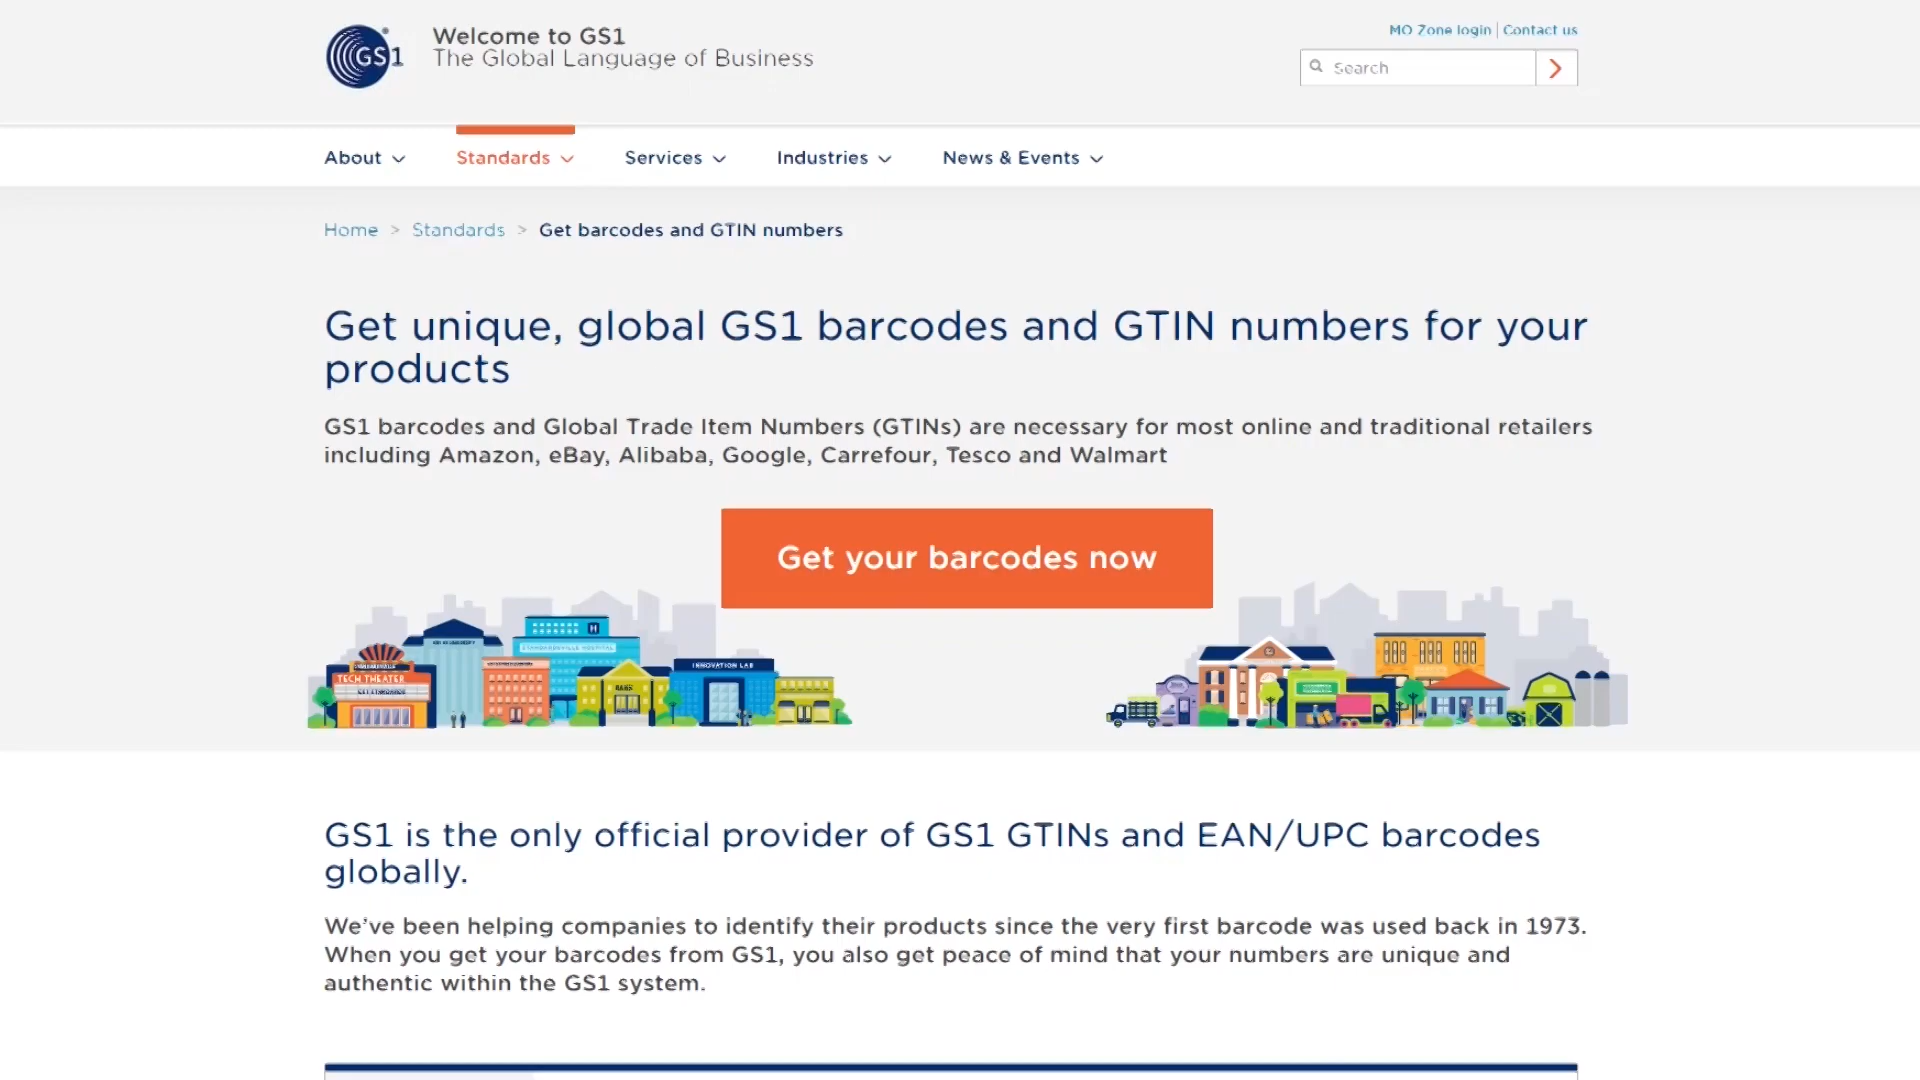 GS1
Welcome to GS1
The Global Language of Business
MO Zone login | Contact us
Search
About
Standards
Services
Industries
News & Events
Home > Standards > Get barcodes and GTIN numbers
Get unique, global GS1 barcodes and GTIN numbers for your
products
GS1 barcodes and Global Trade Item Numbers (GTINs) are necessary for most online and traditional retailers
including Amazon, eBay, Alibaba, Google, Carrefour, Tesco and Walmart
Get your barcodes now
H
STANDARDSVILLE HOSPITAL
TECH THEATER
BANK
INNOVATION LAB
GS1 is the only official provider of GS1 GTINs and EAN/UPC barcodes
globally.
We've been helping companies to identify their products since the very first barcode was used back in 1973.
When you get your barcodes from GS1, you also get peace of mind that your numbers are unique and
authentic within the GS1 system.